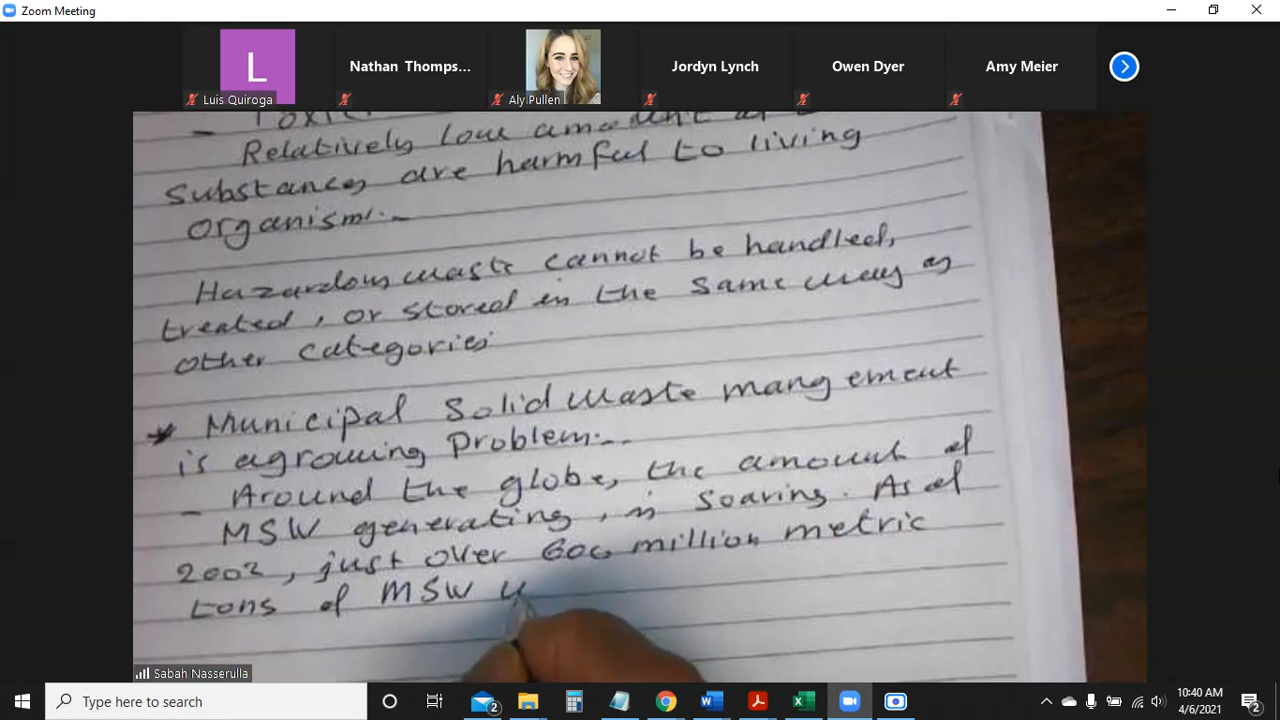 Zoom Meeting
L
Luis Quiroga
Nathan Thomps...
Aly Pullen
Jordyn Lynch
Owen Dyer
Amy Meier
Relatively low amount
substances are harmful to living
organism.
Hazardous waste cannot be handled,
treated, or stored in the same way as
other categories
Municipal Solid waste mangement
is a growing Problem...
- Around the globe, the amount of
MSW generating, is soaring. As of
2002, just over 600 million metric
tons of MSW
Sabah Nasserulla
Type here to search
2
10:40 AM
4/6/2021
2